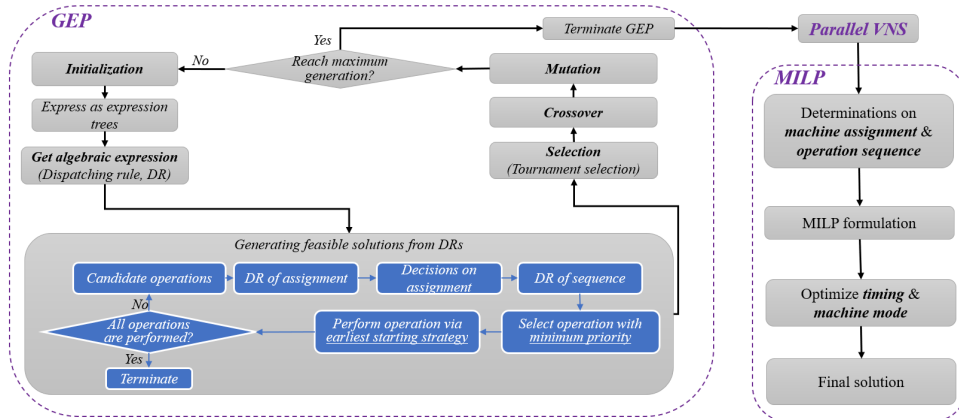 GEP
Yes
Terminate GEP
Parallel VNS
Reach maximum
generation?
No
Initialization
Express as expression
trees
Get algebraic expression
(Dispatching rule, DR)
Mutation
Crossover
Selection
(Tournament selection)
Generating feasible solutions from DRs
Candidate operations
DR of assignment
Decisions on
assignment
DR of sequence
Select operation with
minimum priority
Perform operation via
earliest starting strategy
All operations
are performed?
No
Yes
Terminate
MILP
Determinations on
machine assignment &
operation sequence
MILP formulation
Optimize timing &
machine mode
Final solution